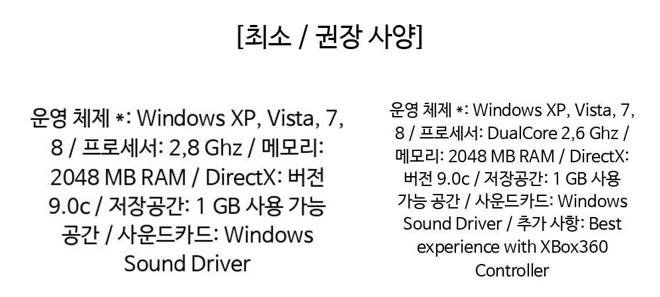 [최소 / 권장 사양]
운영 체제 *: Windows XP, Vista, 7,
8 / 프로세서: 2,8 Ghz / 메모리:
2048 MB RAM / DirectX: 버전
9.0c / 저장공간: 1 GB 사용 가능
공간 / 사운드카드: Windows
Sound Driver
운영 체제 *: Windows XP, Vista, 7,
8 / 프로세서: DualCore 2,6 Ghz /
메모리: 2048 MB RAM / DirectX:
버전 9.0c / 저장공간: 1 GB 사용
가능 공간 / 사운드카드: Windows
Sound Driver / 추가 사항: Best
experience with XBox360
Controller